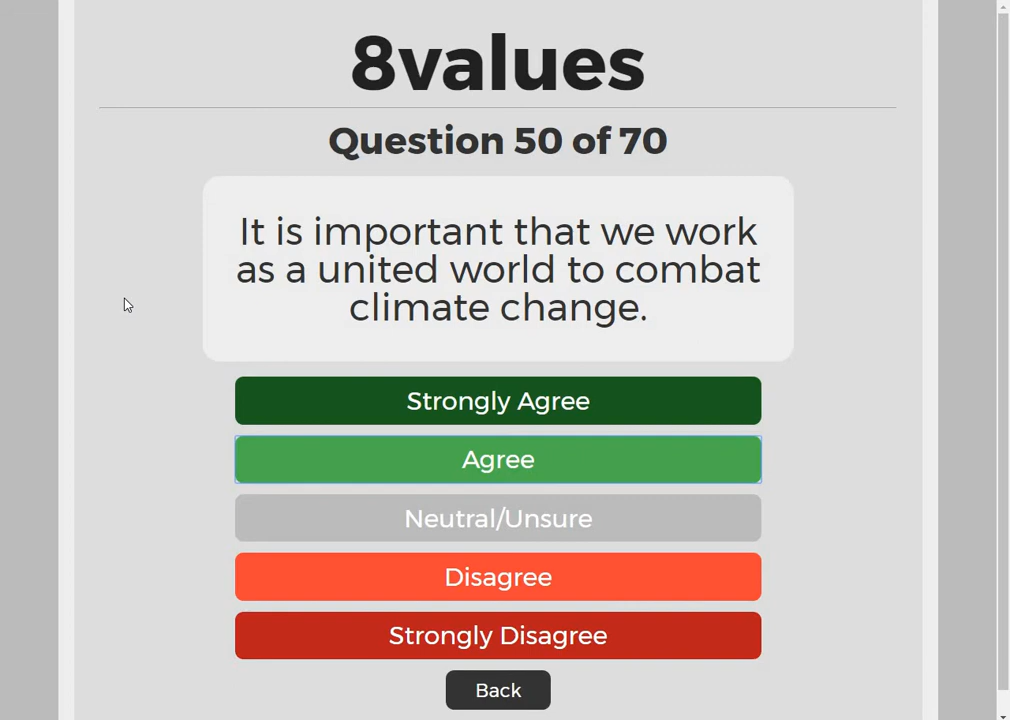 8values
Question 50 of 70
It is important that we work
as a united world to combat
climate change.
Strongly Agree
Agree
Neutral/Unsure
Disagree
Strongly Disagree
Back